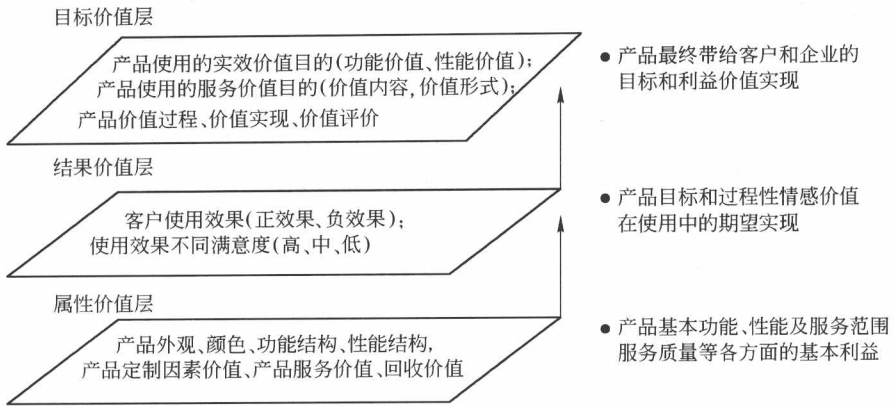 目标价值层
产品使用的实效价值目的(功能价值、性能价值);
产品使用的服务价值目的(价值内容,价值形式);
产品价值过程、价值实现、价值评价
● 产品最终带给客户和企业的
目标和利益价值实现
结果价值层
客户使用效果(正效果、负效果);
使用效果不同满意度(高、中、低)
● 产品目标和过程性情感价值
在使用中的期望实现
属性价值层
产品外观、颜色、功能结构、性能结构,
产品定制因素价值、产品服务价值、回收价值
● 产品基本功能、性能及服务范围
服务质量等各方面的基本利益